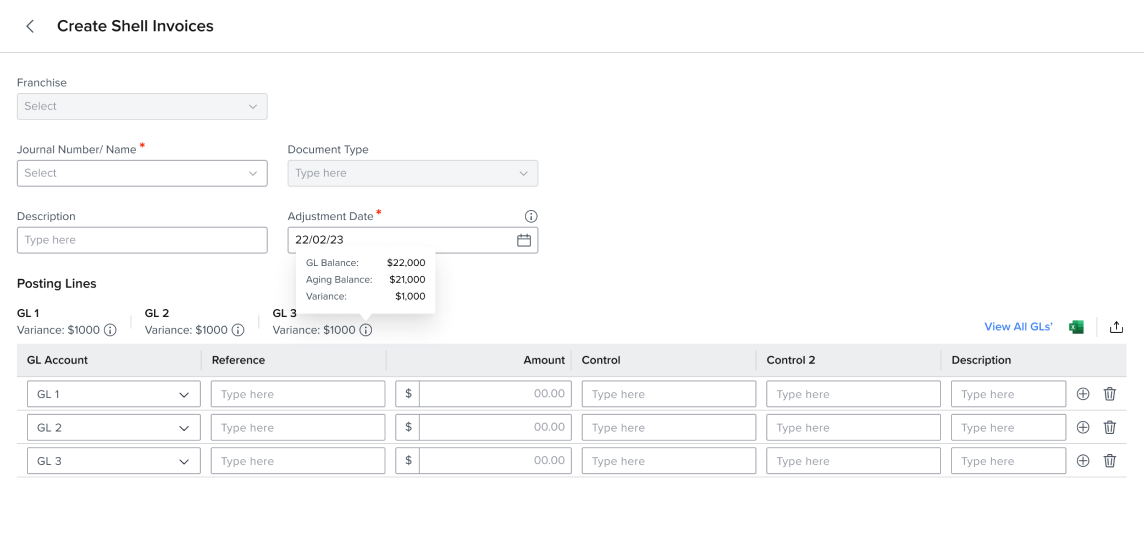 Create Shell Invoices
Franchise
Select
Journal Number/ Name *
Document Type
Select
Type here
Description
Adjustment Date *
Type here
22/02/23
GL Balance: $22,000
Aging Balance: $21,000
Variance: $1,000
Posting Lines
GL 1
GL 2
GL 3
Variance: $1000
Variance: $1000
Variance: $1000
View All GLs'
GL Account Reference Amount Control Control 2 Description
GL 1 Type here $ 00.00 Type here Type here Type here
GL 2 Type here $ 00.00 Type here Type here Type here
GL 3 Type here $ 00.00 Type here Type here Type here